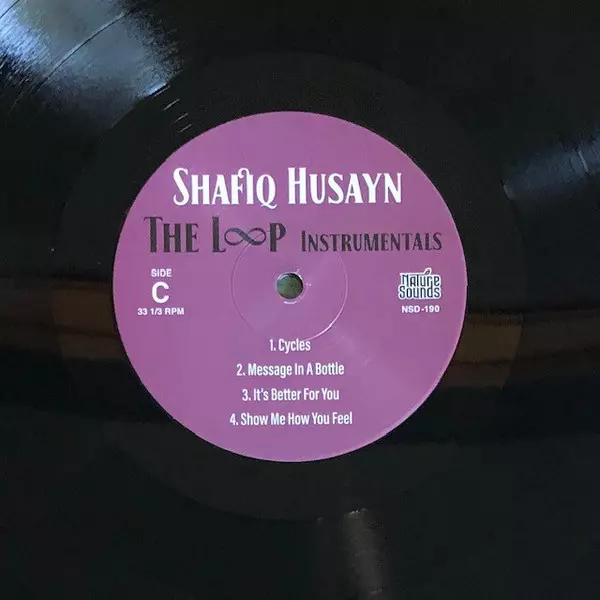 SHAFIQ HUSAYN
THE L∞P INSTRUMENTALS
SIDE
C
33 1/3 RPM
Nature
Sounds
NSD-190
1. Cycles
2. Message In A Bottle
3. It's Better For You
4. Show Me How You Feel